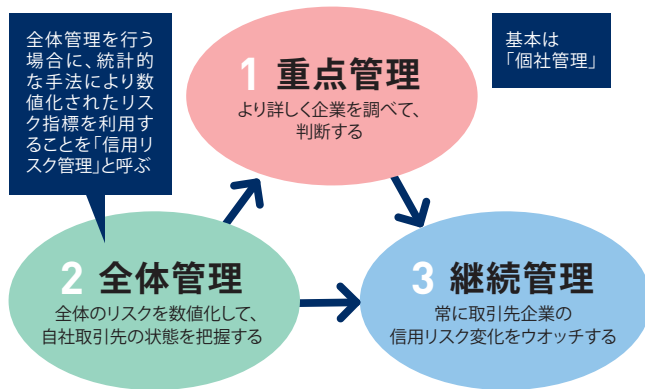 全体管理を行う
場合に、統計的
な手法により数
値化されたリス
ク指標を利用す
ることを「信用リ
スク管理」と呼ぶ
1 重点管理
より詳しく企業を調べて、
判断する
基本は
「個社管理」
2 全体管理
全体のリスクを数値化して、
自社取引先の状態を把握する
3 継続管理
常に取引先企業の
信用リスク変化をウオッチする